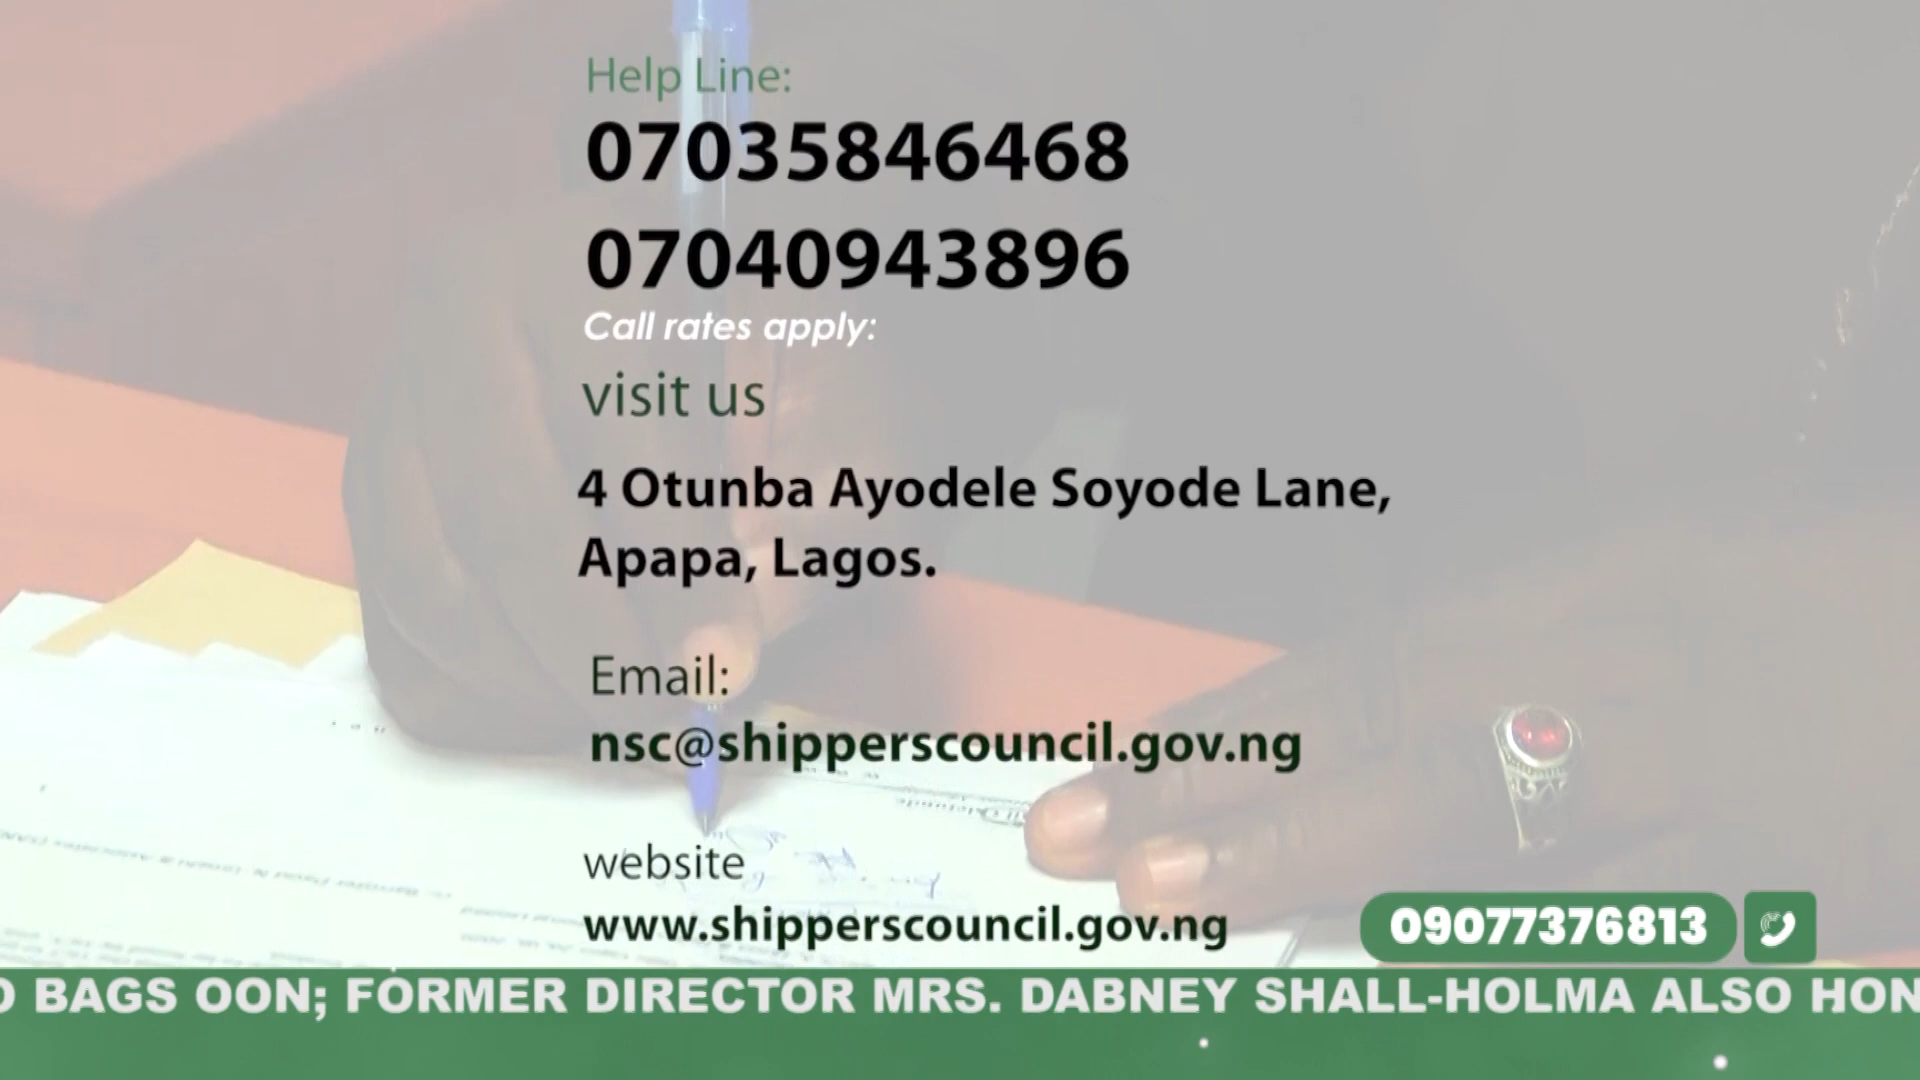 Help Line:
07035846468
07040943896
Call rates apply:
visit us
4 Otunba Ayodele Soyode Lane,
Apapa, Lagos.
Email:
nsc@shipperscouncil.gov.ng
website
www.shipperscouncil.gov.ng
09077376813
O BAGS OON; FORMER DIRECTOR MRS. DABNEY SHALL-HOLMA ALSO HON